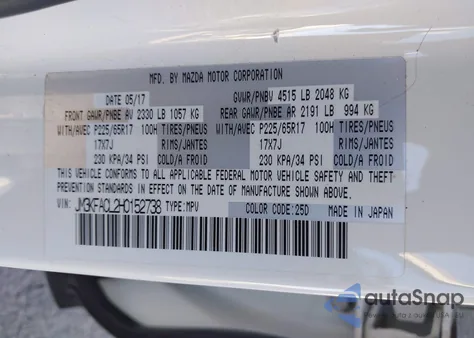 MFD. BY MAZDA MOTOR CORPORATION
DATE 05/17 GVWR/PNBV 4515 LB 2048 KG
FRONT GAWR/PNBE AV 2330 LB 1057 KG REAR GAWR/PNBE AR 2191 LB 994 KG
WITH/AVEC P225/65R17 100H TIRES/PNEUS WITH/AVEC P225/65R17 100H TIRES/PNEUS
17X7J RIMS/JANTES 17X7J RIMS/JANTES
230 KPA/34 PSI COLD/A FROID 230 KPA/34 PSI COLD/A FROID
THIS VEHICLE CONFORMS TO ALL APPLICABLE FEDERAL MOTOR VEHICLE SAFETY AND THEFT
PREVENTION STANDARDS IN EFFECT ON THE DATE OF MANUFACTURE SHOWN ABOVE.
VIN: JM3KFACL2H0152738 TYPE:MPV COLOR CODE:25D MADE IN JAPAN
autoSnap